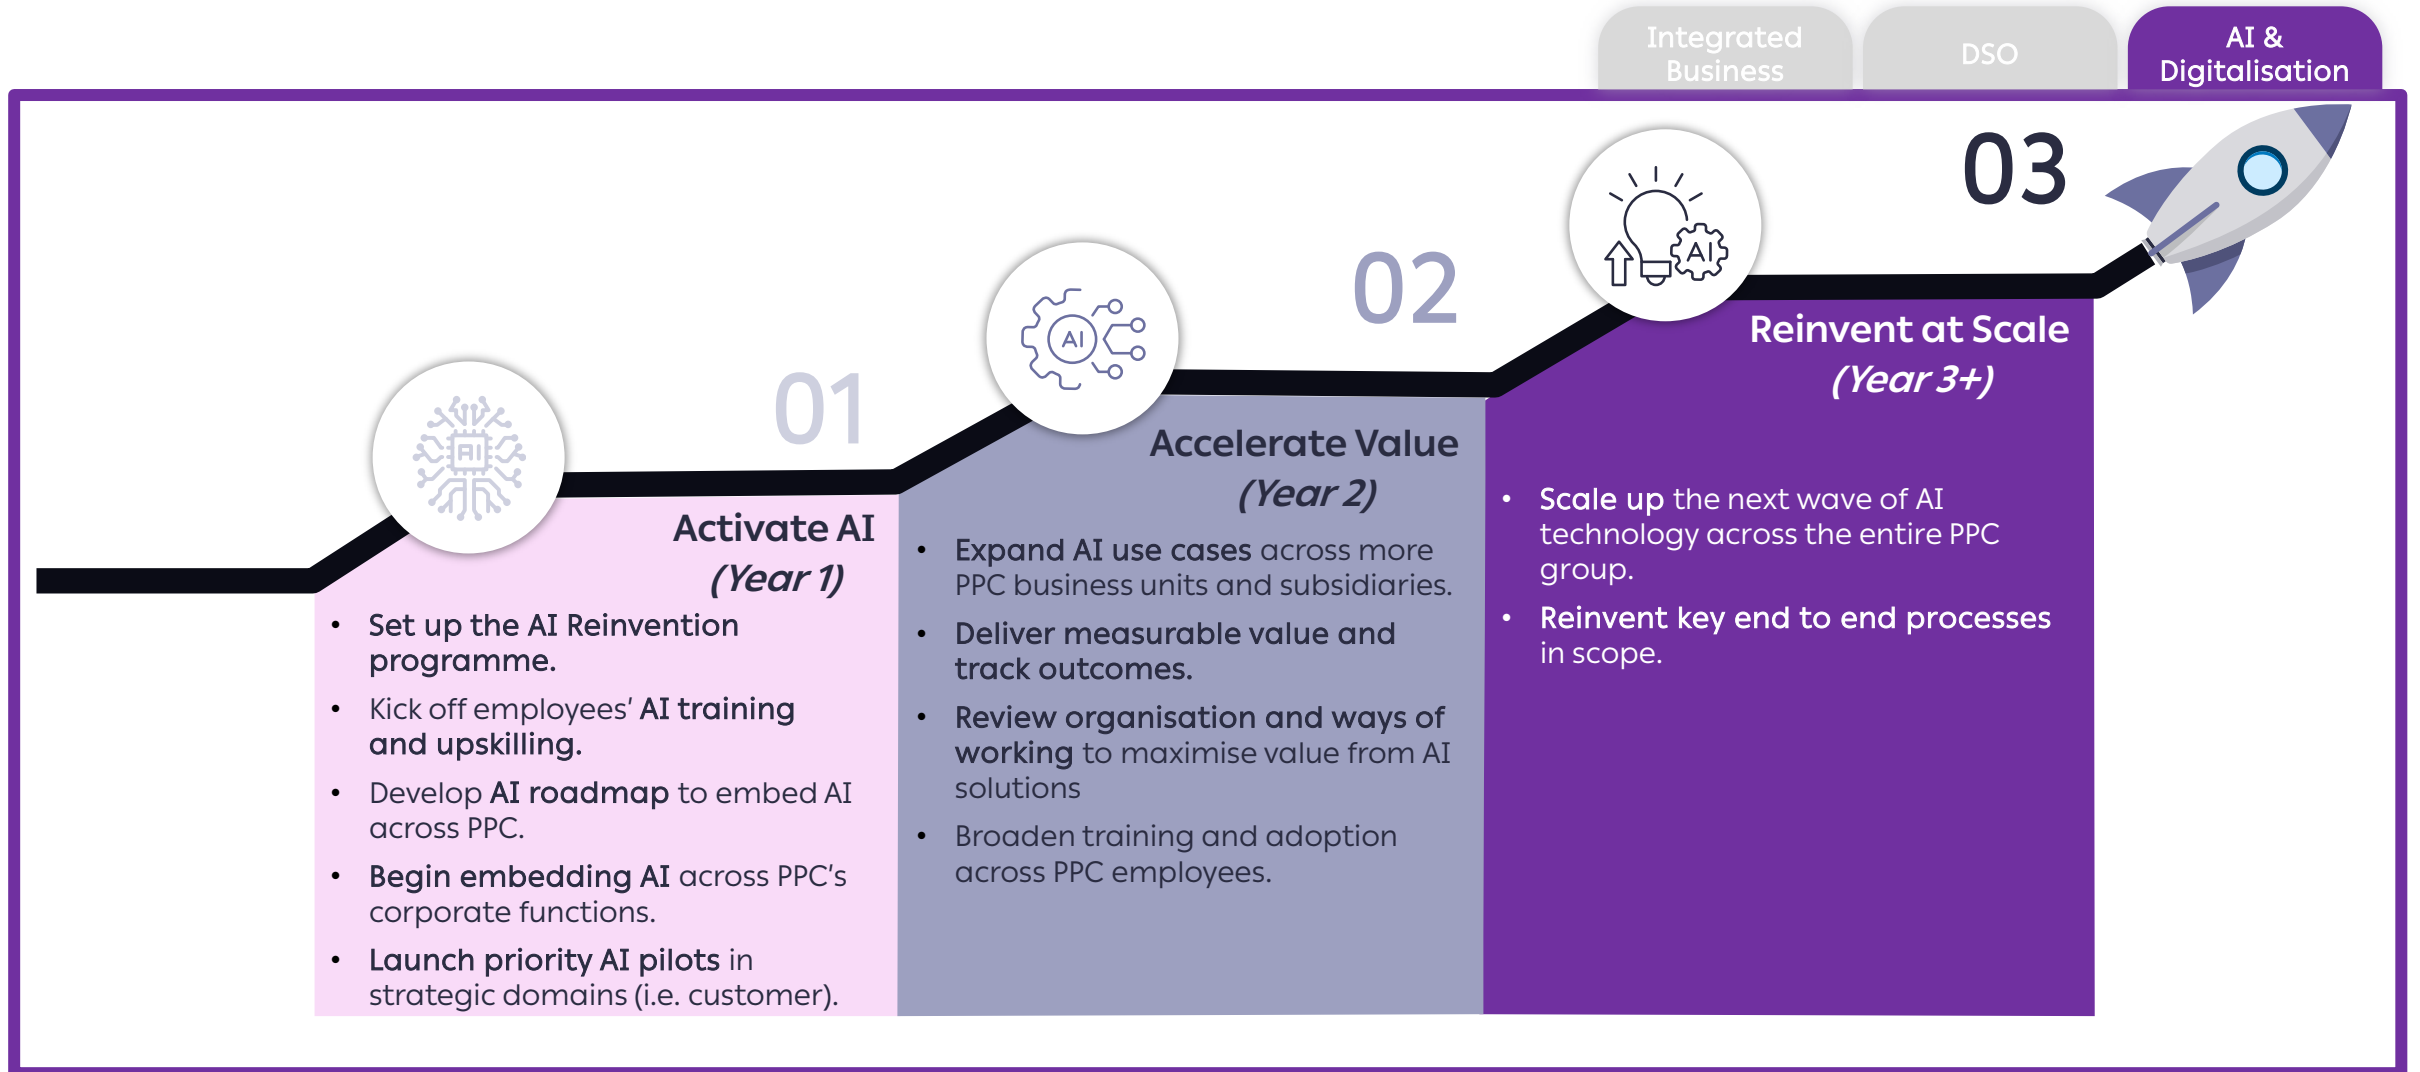 Integrated
Business
DSO
AI &
Digitalisation
01
Activate AI
(Year 1)
• Set up the AI Reinvention
programme.
• Kick off employees' AI training
and upskilling.
• Develop AI roadmap to embed AI
across PPC.
• Begin embedding AI across PPC's
corporate functions.
• Launch priority AI pilots in
strategic domains (i.e. customer).
AI
02
Accelerate Value
(Year 2)
• Expand AI use cases across more
PPC business units and subsidiaries.
• Deliver measurable value and
track outcomes.
• Review organisation and ways of
working to maximise value from AI
solutions
• Broaden training and adoption
across PPC employees.
AI
03
Reinvent at Scale
(Year 3+)
• Scale up the next wave of AI
technology across the entire PPC
group.
• Reinvent key end to end processes
in scope.
AI